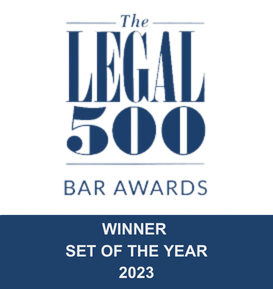 The
LEGAL
500
BAR AWARDS
WINNER
SET OF THE YEAR
2023